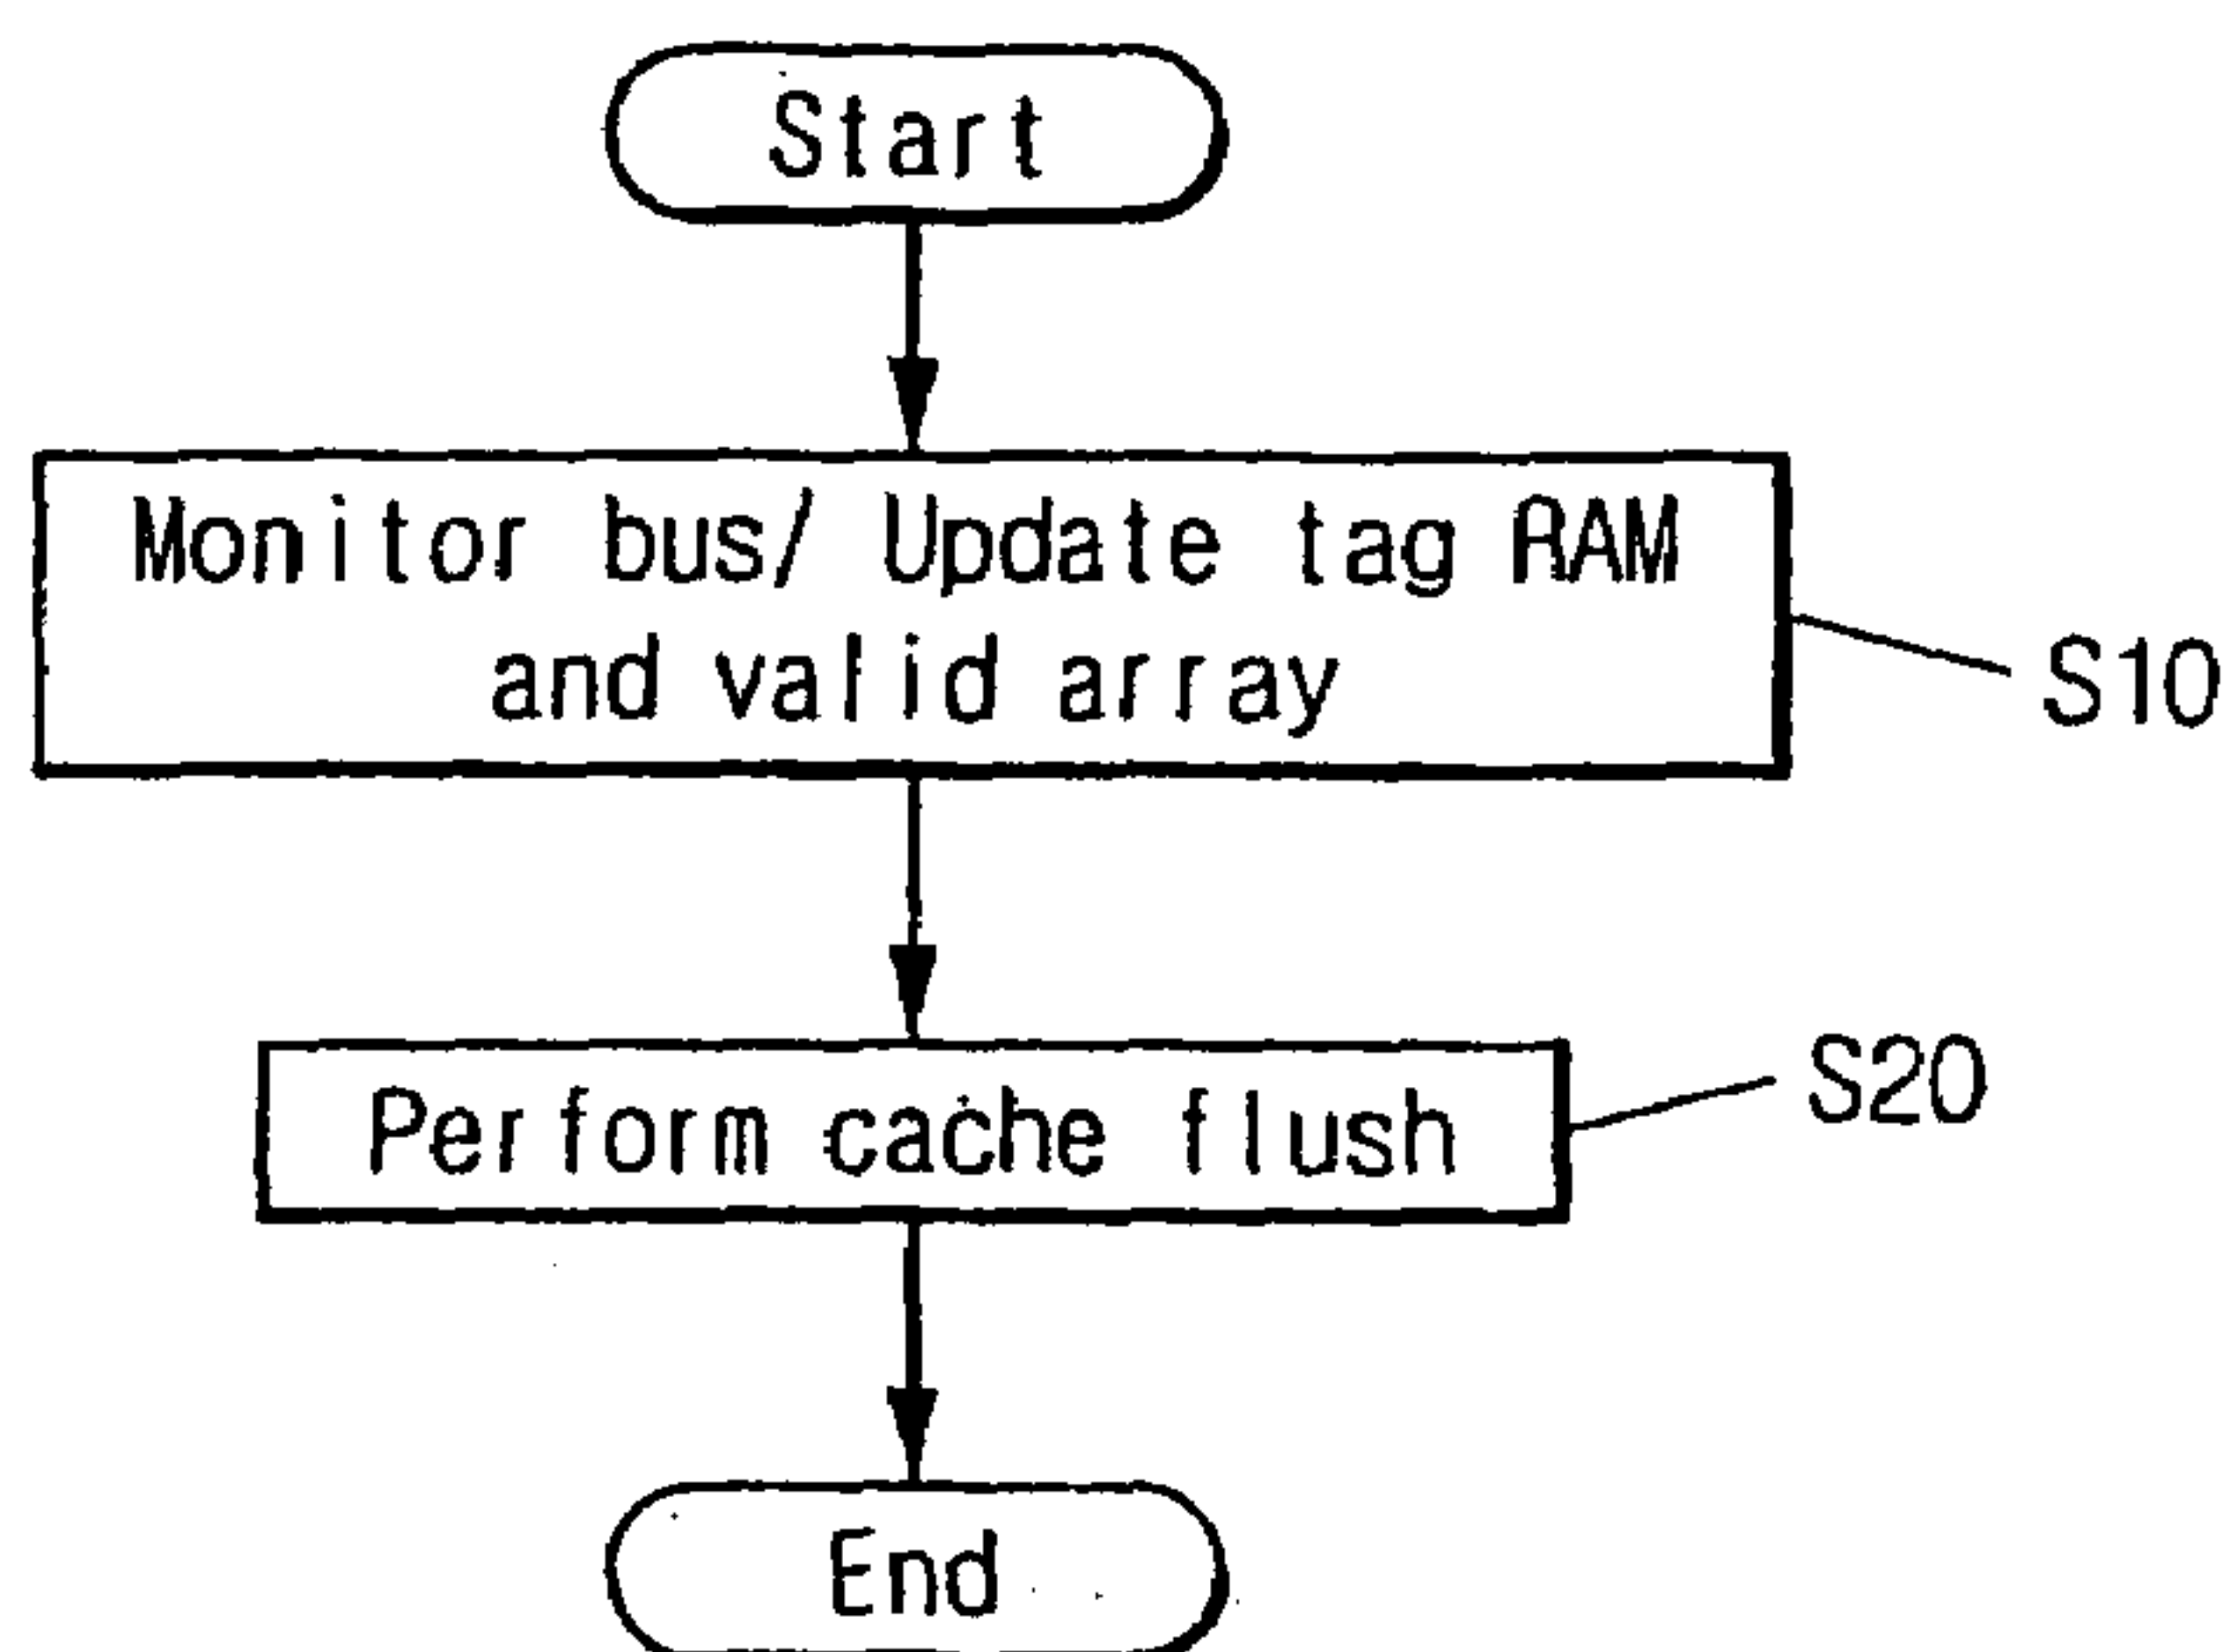 Start
Monitor bus/ Update tag RAM
and valid array
S10
Perform cache flush
S20
End